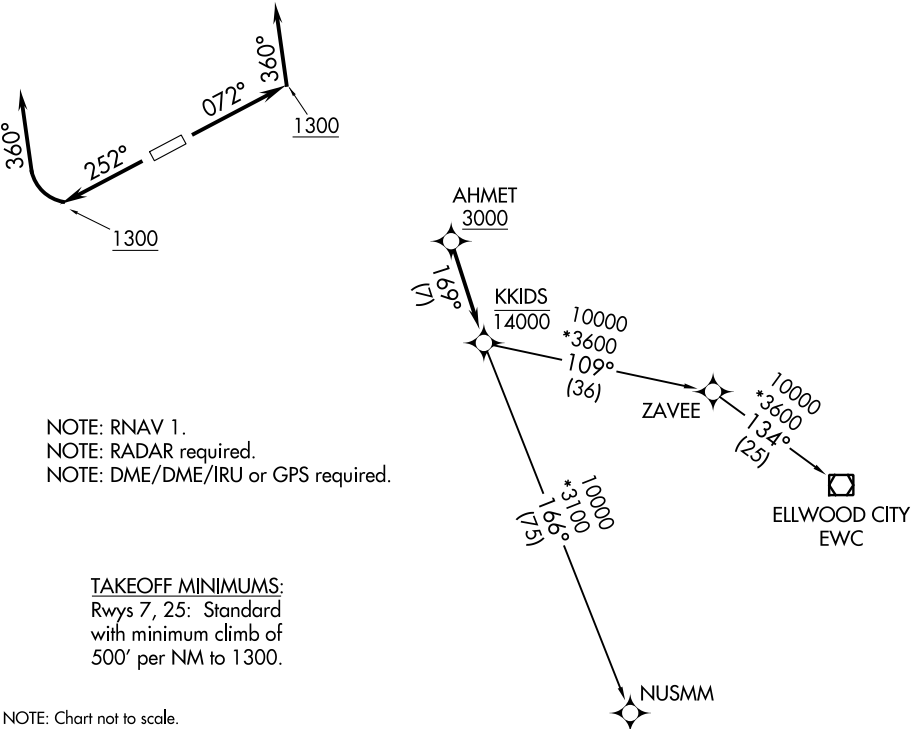 360°
072°
1300
360°
252°
1300
AHMET
3000
169°
(7)
KKIDS
14000
10000
*3600
109°
(36)
ZAVEE
10000
*3600
134°
(25)
ELLWOOD CITY
EWC
10000
*3100
166°
(75)
NUSMM
NOTE: RNAV 1.
NOTE: RADAR required.
NOTE: DME/DME/IRU or GPS required.
TAKEOFF MINIMUMS:
Rwys 7, 25: Standard
with minimum climb of
500' per NM to 1300.
NOTE: Chart not to scale.